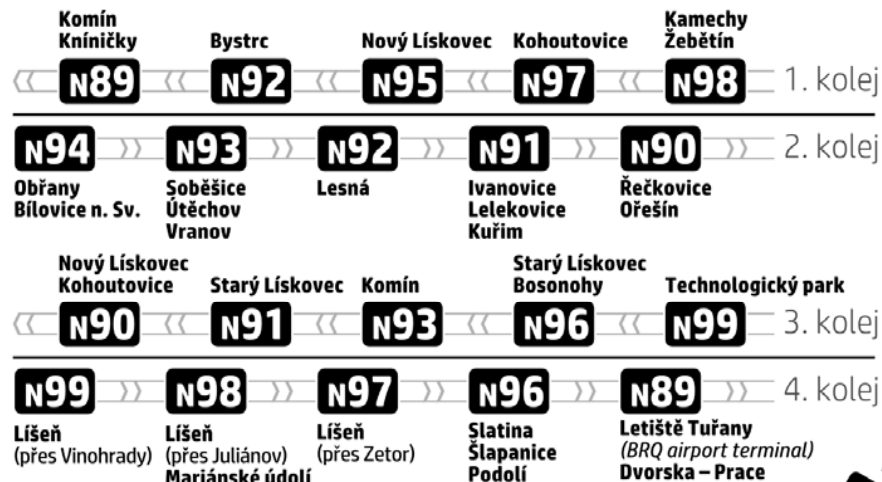 Komín Kamechy
Kníničky Bystrc Nový Lískovec Kohoutovice Žebětín
N89 N92 N95 N97 N98 1. kolej
N94 N93 N92 N91 N90 2. kolej
Obřany Soběšice Lesná Ivanovice Řečkovice
Bílovice n. Sv. Útěchov Lelekovice Ořešín
Vranov Kuřim
Nový Lískovec Starý Lískovec
Kohoutovice Starý Lískovec Komín Bosonohy Technologický park
N90 N91 N93 N96 N99 3. kolej
N99 N98 N97 N96 N89 4. kolej
Líšeň Líšeň Líšeň Slatina Letiště Tuřany
(přes Vinohrady) (přes Juliánov) (přes Zetor) Šlapanice (BRQ airport terminal)
Mariánské údolí Podolí Dvorska – Prace